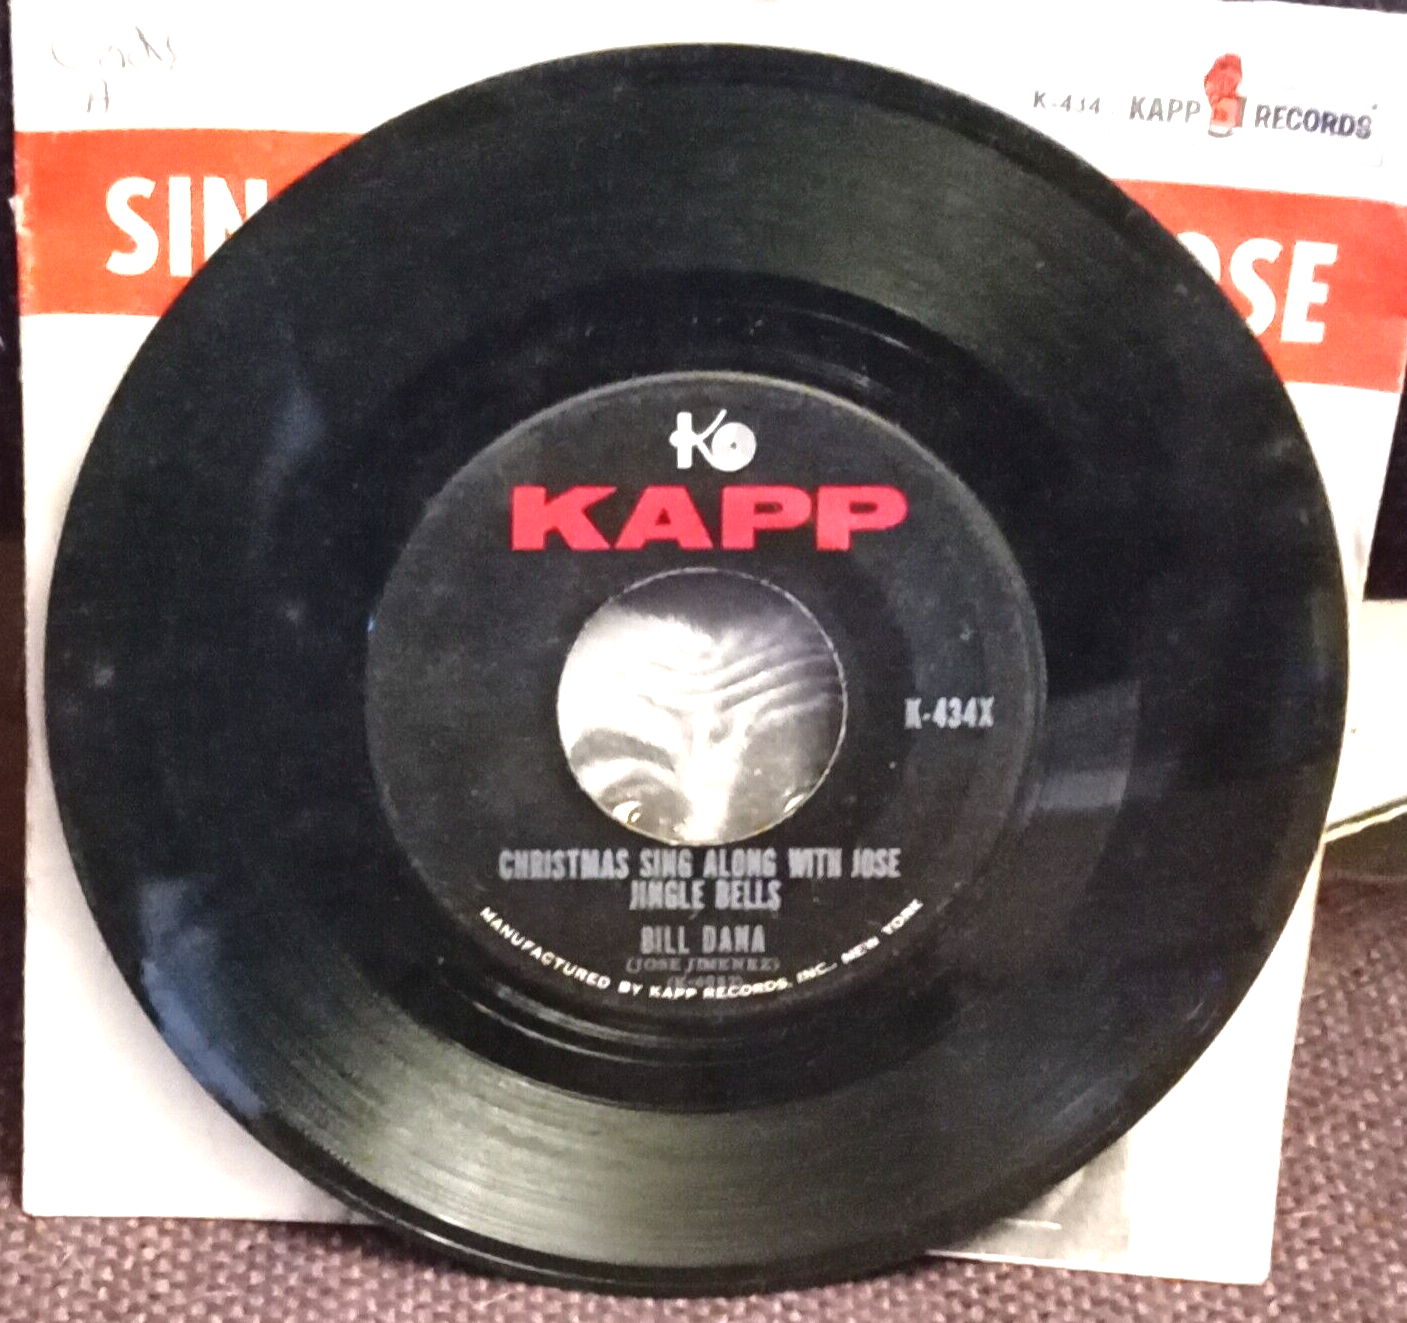 K-434 KAPP RECORDS
SIN OSE
K
KAPP
K-434X
CHRISTMAS SING ALONG WITH JOSE
JINGLE BELLS
BILL DANA
(JOSE JIMENEZ)
MANUFACTURED BY KAPP RECORDS, INC., NEW YORK